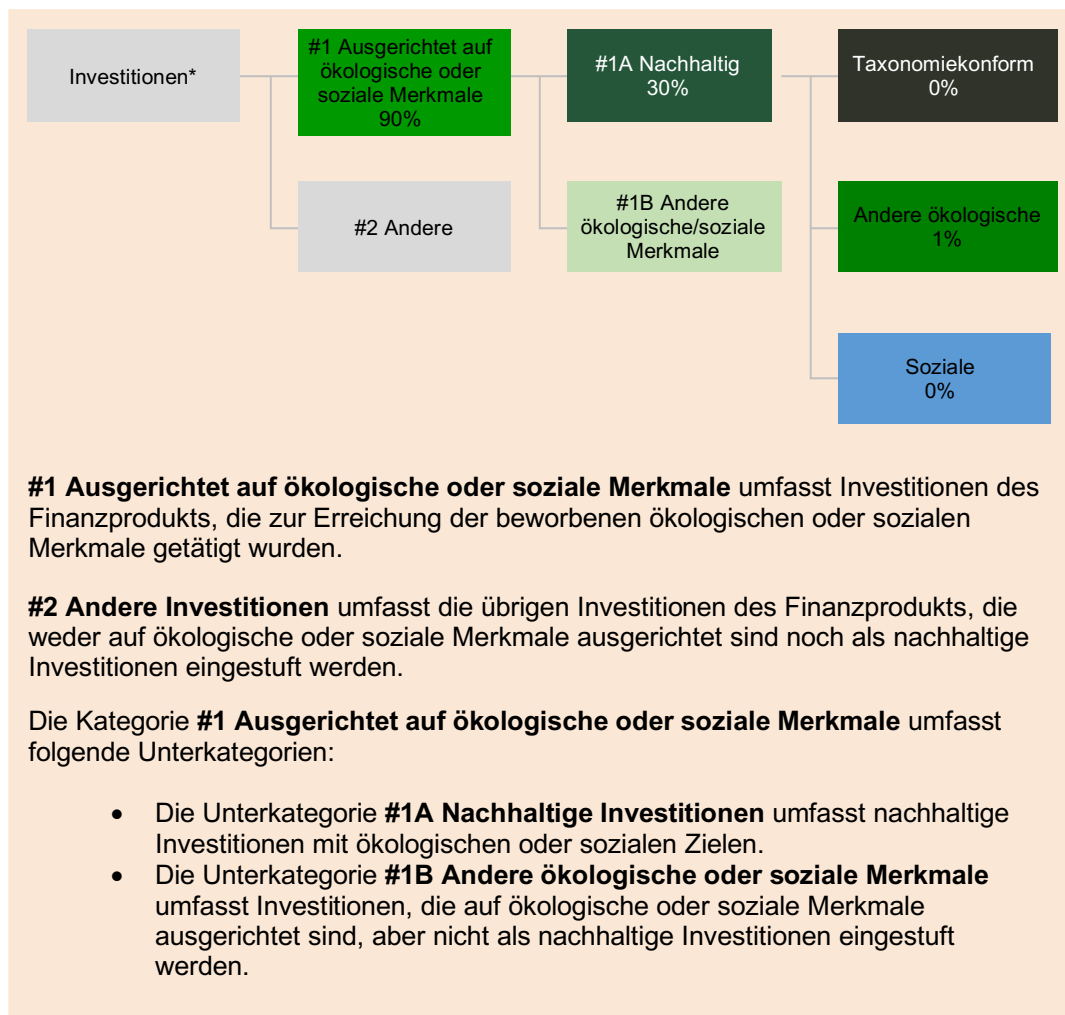 Investitionen*
#1 Ausgerichtet auf
ökologische oder
soziale Merkmale
90%
#1A Nachhaltig
30%
Taxonomiekonform
0%
#2 Andere
#1B Andere
ökologische/soziale
Merkmale
Andere ökologische
1%
Soziale
0%
#1 Ausgerichtet auf ökologische oder soziale Merkmale umfasst Investitionen des
Finanzprodukts, die zur Erreichung der beworbenen ökologischen oder sozialen
Merkmale getätigt wurden.
#2 Andere Investitionen umfasst die übrigen Investitionen des Finanzprodukts, die
weder auf ökologische oder soziale Merkmale ausgerichtet sind noch als nachhaltige
Investitionen eingestuft werden.
Die Kategorie #1 Ausgerichtet auf ökologische oder soziale Merkmale umfasst
folgende Unterkategorien:
• Die Unterkategorie #1A Nachhaltige Investitionen umfasst nachhaltige
Investitionen mit ökologischen oder sozialen Zielen.
• Die Unterkategorie #1B Andere ökologische oder soziale Merkmale
umfasst Investitionen, die auf ökologische oder soziale Merkmale
ausgerichtet sind, aber nicht als nachhaltige Investitionen eingestuft
werden.